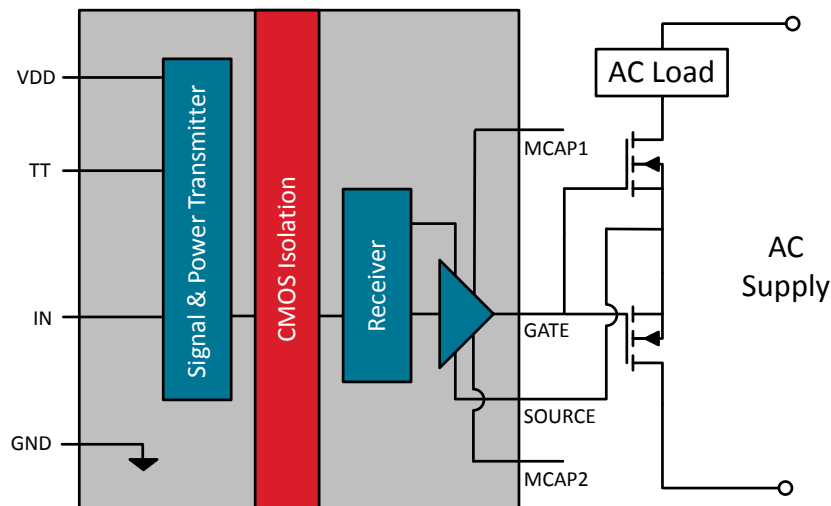 VDD
TT
IN
GND
Signal & Power Transmitter
CMOS Isolation
Receiver
MCAP1
GATE
SOURCE
MCAP2
AC Load
AC
Supply